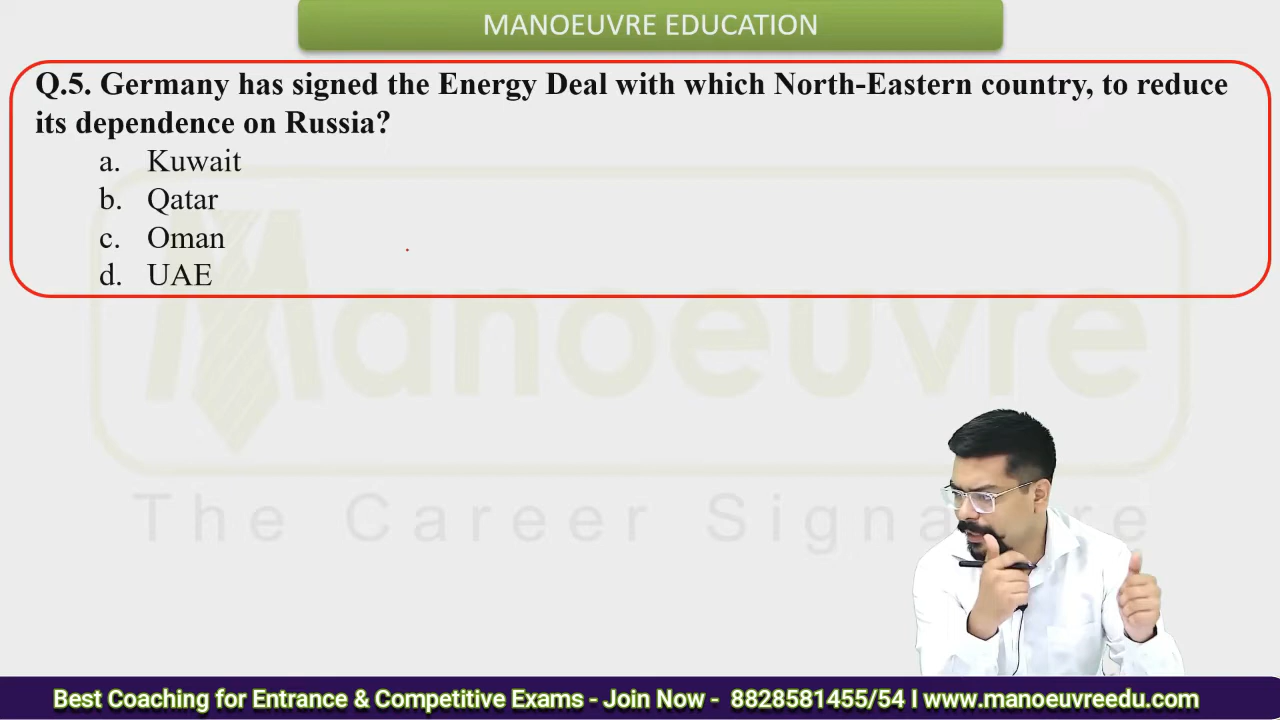 MANOEUVRE EDUCATION
Q.5. Germany has signed the Energy Deal with which North-Eastern country, to reduce
its dependence on Russia?
a. Kuwait
b. Qatar
c. Oman
d. UAE
Manoeuvre
The Career Signature
Best Coaching for Entrance & Competitive Exams - Join Now - 8828581455/54 I www.manoeuvreedu.com